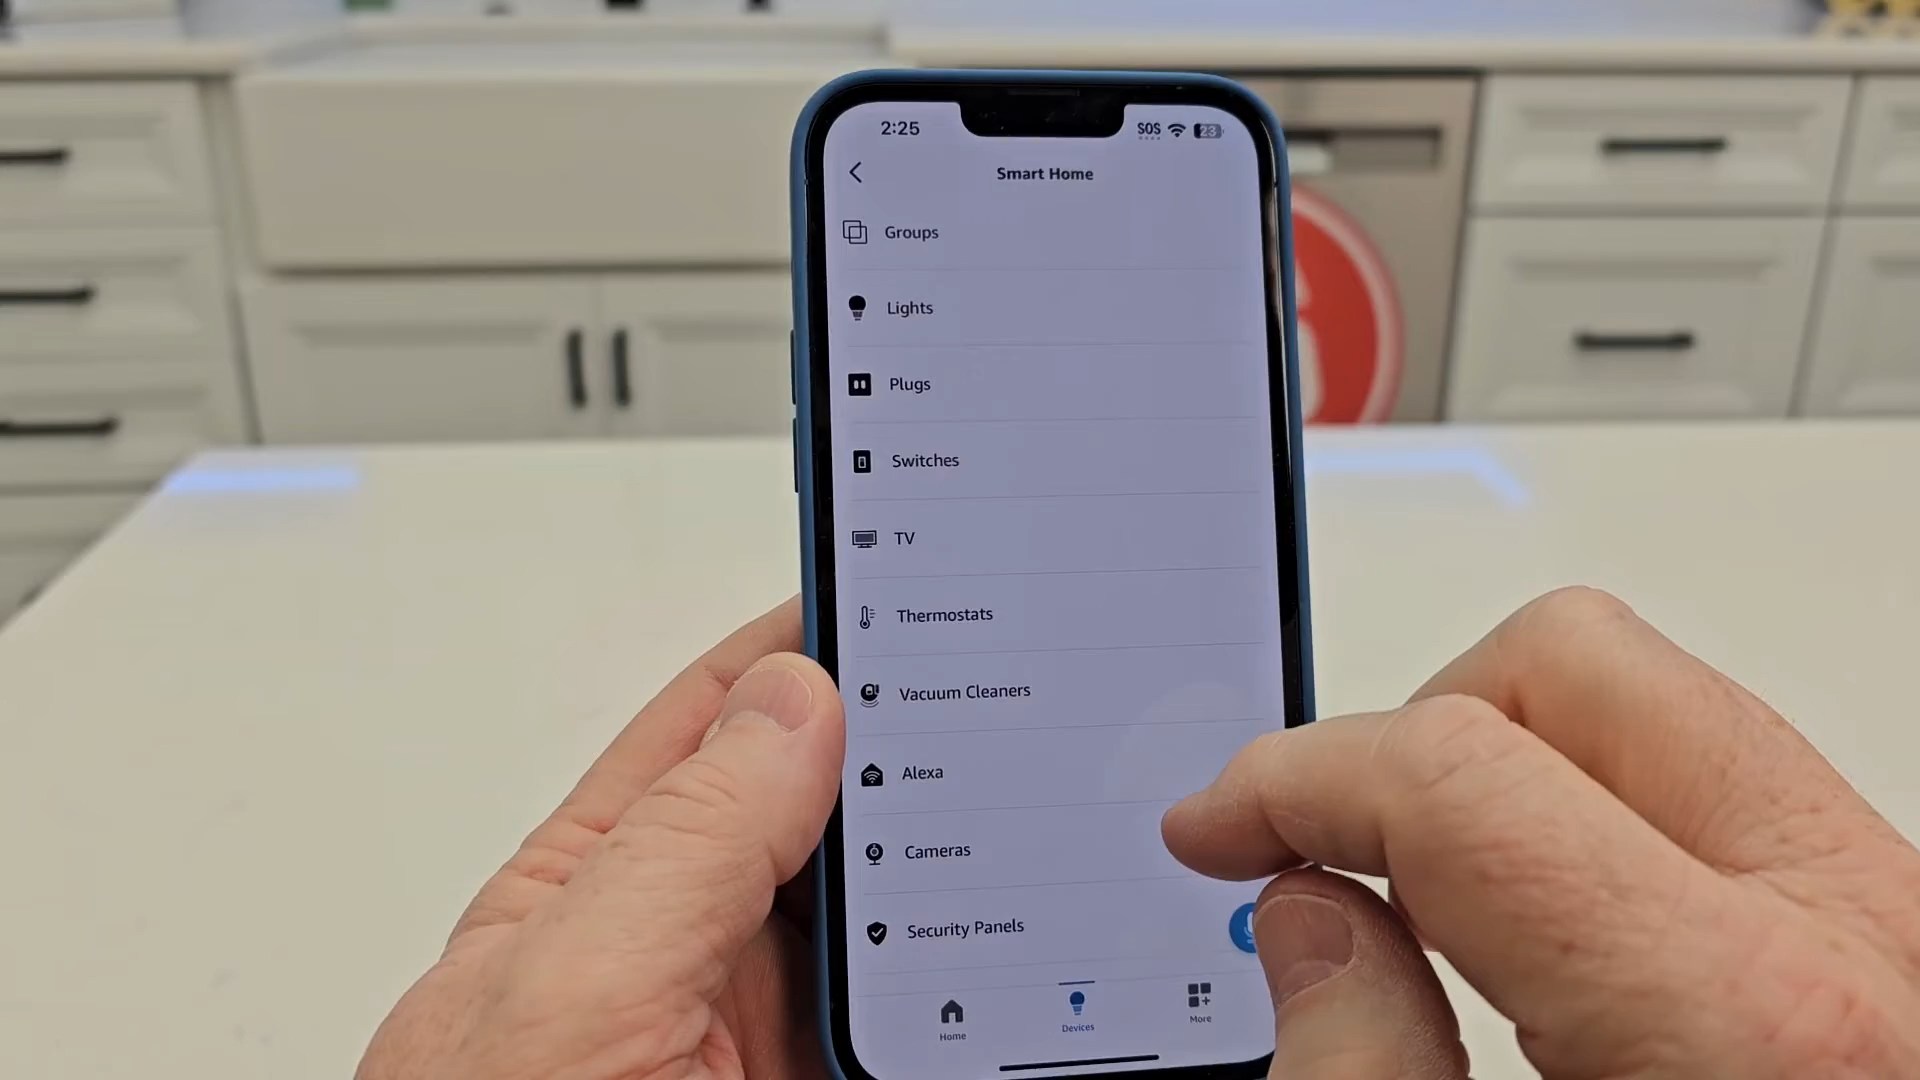 2:25
SOS
23
Smart Home
Groups
Lights
Plugs
Switches
TV
Thermostats
Vacuum Cleaners
Alexa
Cameras
Security Panels
Home
Devices
More